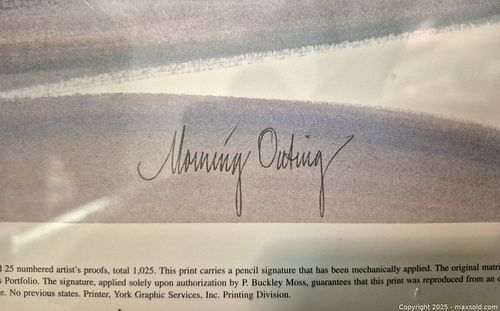 Morning Outing
25 numbered artist's proofs, total 1,025. This print carries a pencil signature that has been mechanically applied. The original
Portfolio. The signature, applied solely upon authorization by P. Buckley Moss, guarantees that this print was reproduced from an
No previous states. Printer, York Graphic Services, Inc. Printing Division.
Copyright 2025 - maxsold.com